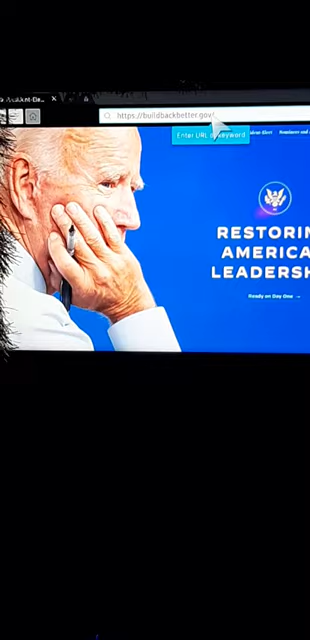 https://buildbackbetter.gov/
Enter URL or keyword
RESTORIN
AMERICA
LEADERSH
Ready on Day One →